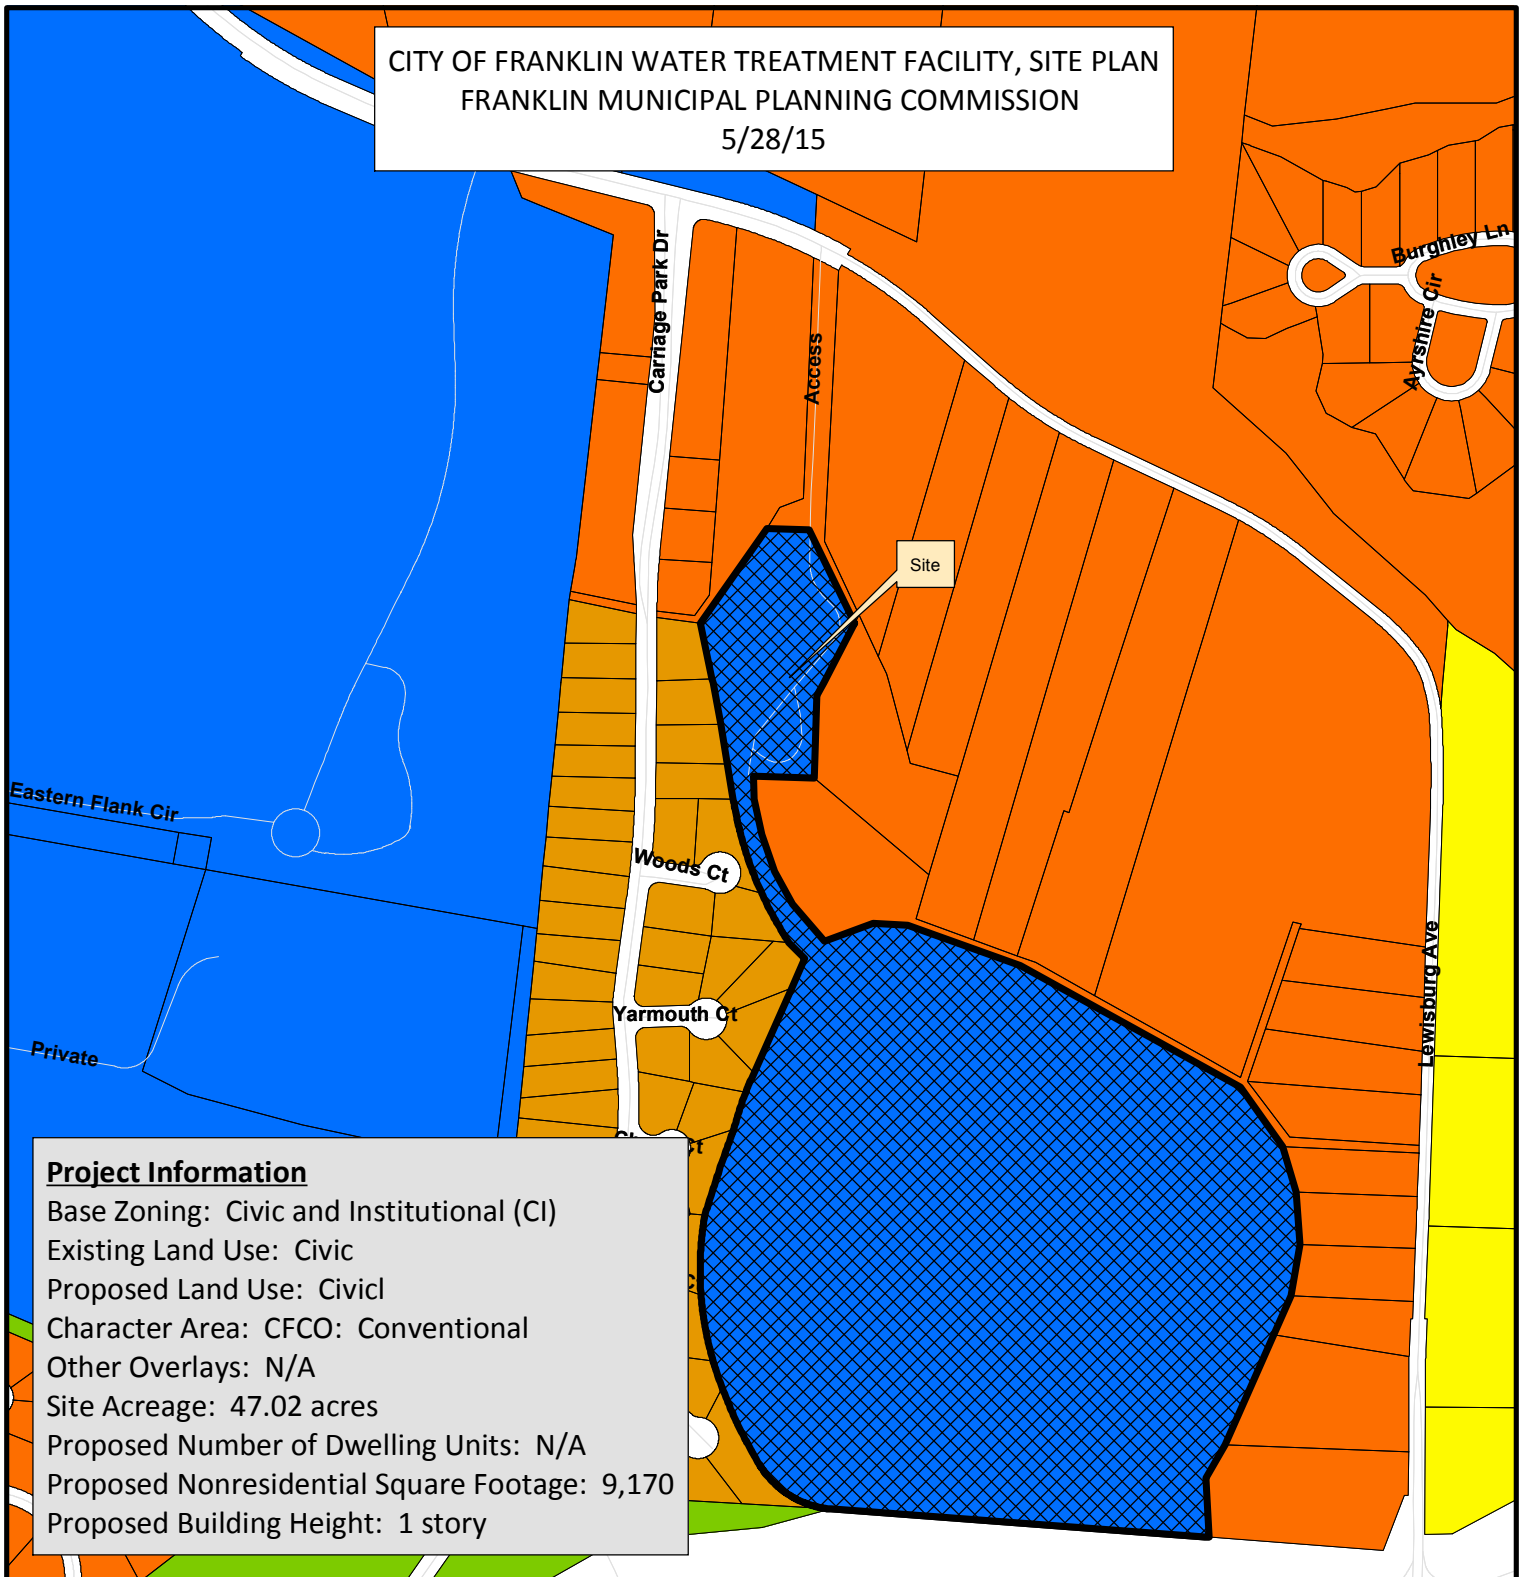 CITY OF FRANKLIN WATER TREATMENT FACILITY, SITE PLAN
FRANKLIN MUNICIPAL PLANNING COMMISSION
5/28/15
Burghley Ln
Ayrshire Cir
Carriage Park Dr
Access
Site
Eastern Flank Cir
Woods Ct
Lewisburg Ave
Yarmouth Ct
Private
Ct
Project Information
Base Zoning: Civic and Institutional (CI)
Existing Land Use: Civic
Proposed Land Use: Civicl
Character Area: CFCO: Conventional
Other Overlays: N/A
Site Acreage: 47.02 acres
Proposed Number of Dwelling Units: N/A
Proposed Nonresidential Square Footage: 9,170
Proposed Building Height: 1 story